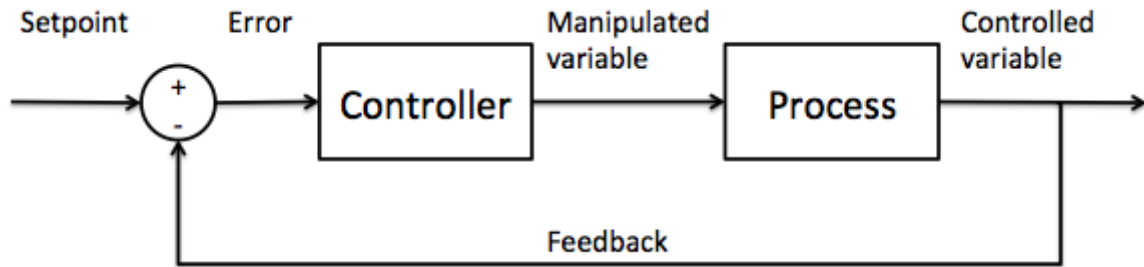 Setpoint
Error
Manipulated
variable
Controlled
variable
+
-
Controller
Process
Feedback